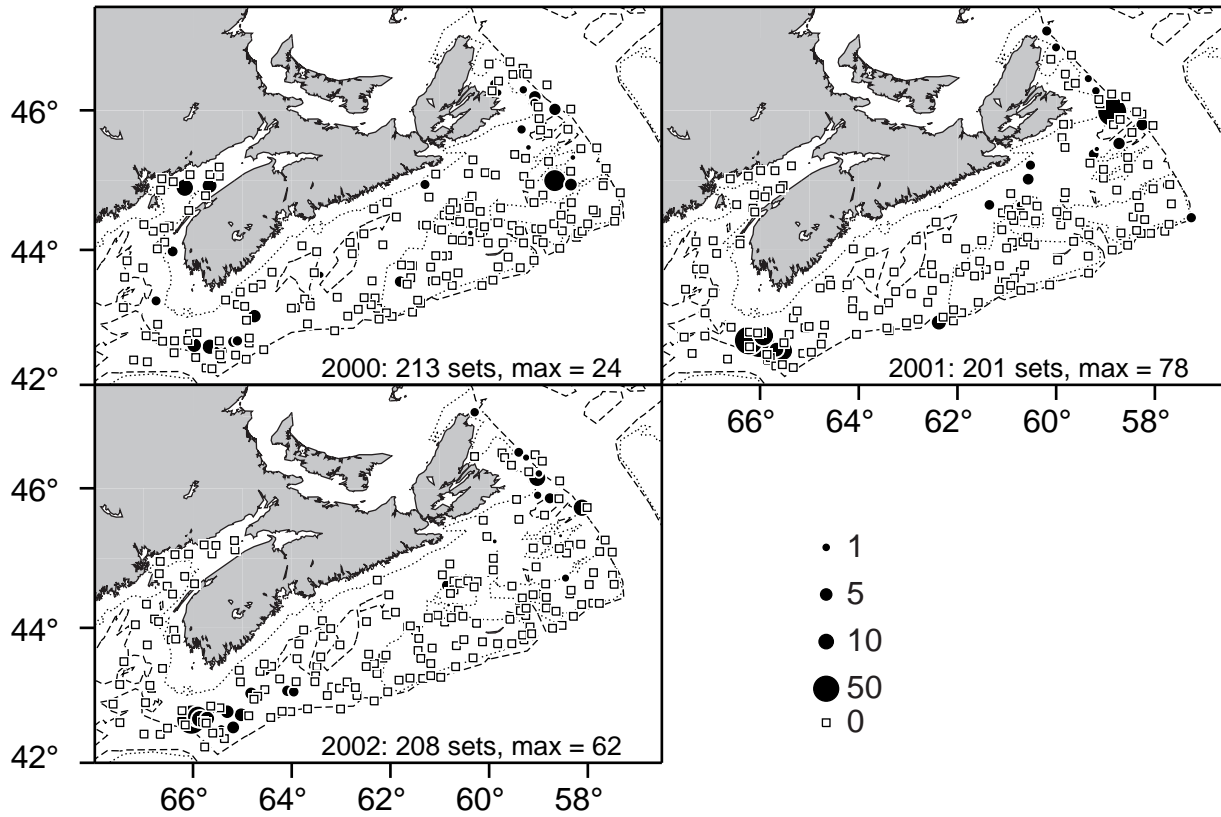 46°
44°
42°
2000: 213 sets, max = 24
2001: 201 sets, max = 78
66° 64° 62° 60° 58°
46°
44°
42°
2002: 208 sets, max = 62
66° 64° 62° 60° 58°
1
5
10
50
0